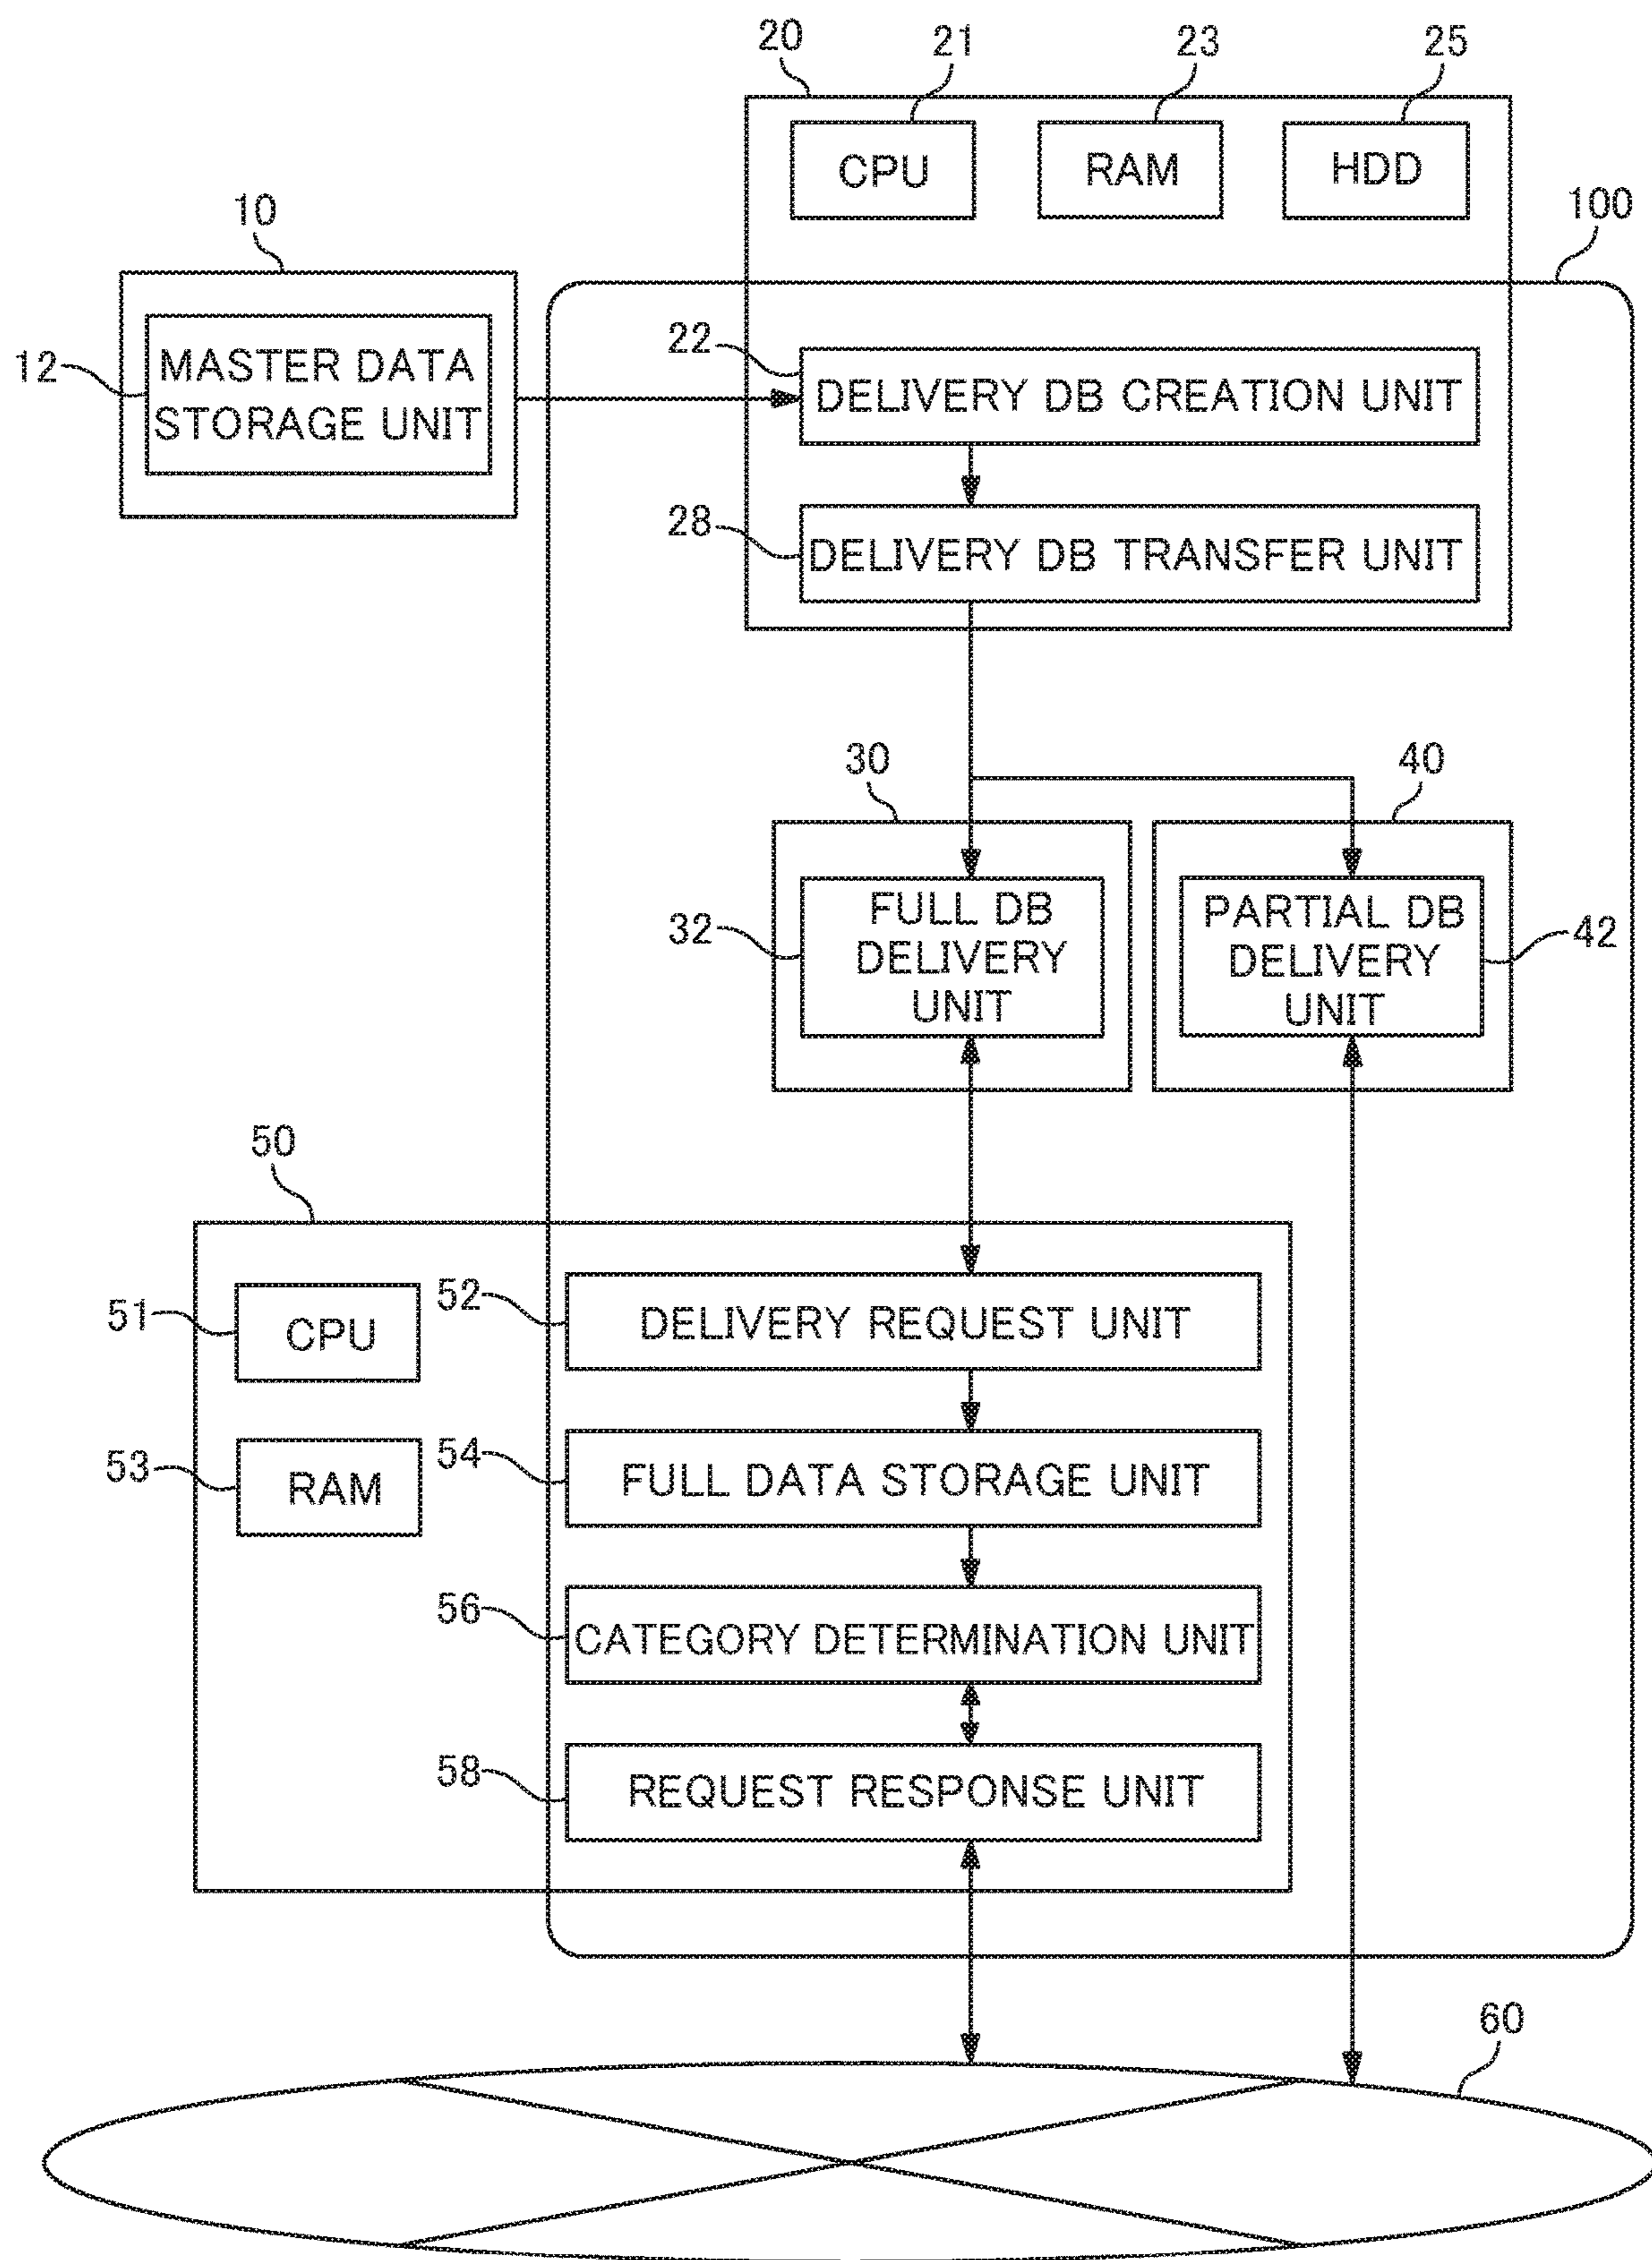 20
21
23
25
CPU
RAM
HDD
100
10
12
MASTER DATA
STORAGE UNIT
22
DELIVERY DB CREATION UNIT
28
DELIVERY DB TRANSFER UNIT
30
40
32
FULL DB
DELIVERY
UNIT
PARTIAL DB
DELIVERY
UNIT
42
50
51
CPU
52
DELIVERY REQUEST UNIT
53
RAM
54
FULL DATA STORAGE UNIT
56
CATEGORY DETERMINATION UNIT
58
REQUEST RESPONSE UNIT
60